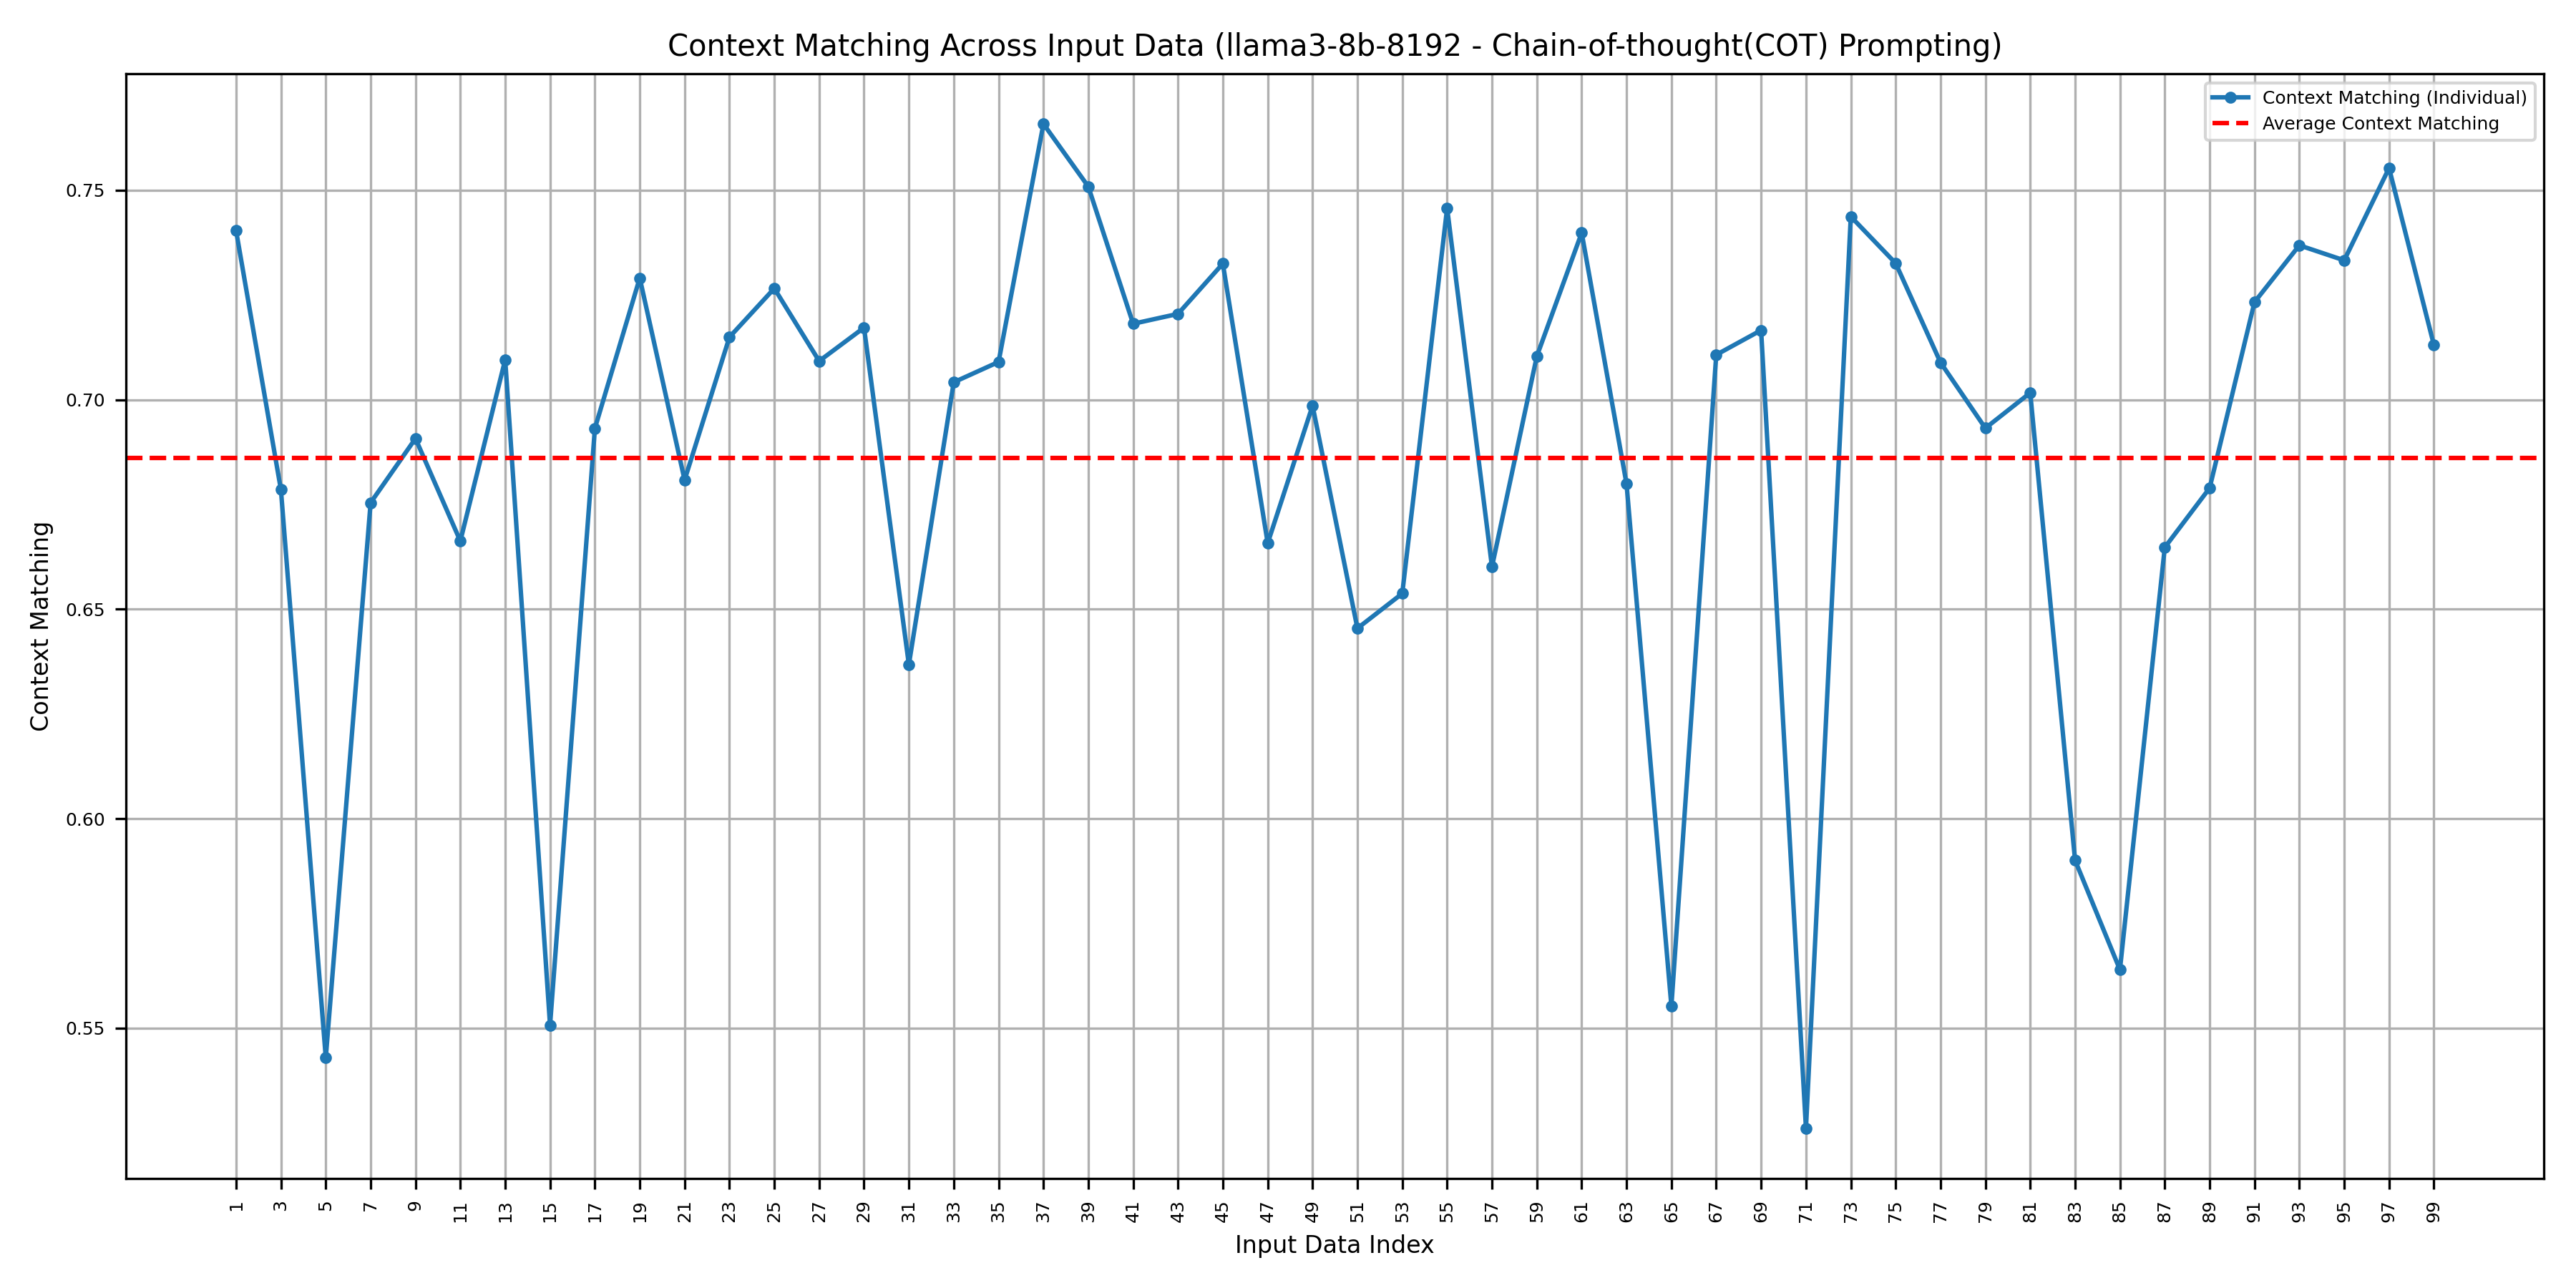 Context Matching Across Input Data (llama3-8b-8192 - Chain-of-thought(COT) Prompting)
Context Matching (Individual)
Average Context Matching
Context Matching
0.75
0.70
0.65
0.60
0.55
1 3 5 7 9 11 13 15 17 19 21 23 25 27 29 31 33 35 37 39 41 43 45 47 49 51 53 55 57 59 61 63 65 67 69 71 73 75 77 79 81 83 85 87 89 91 93 95 97 99
Input Data Index